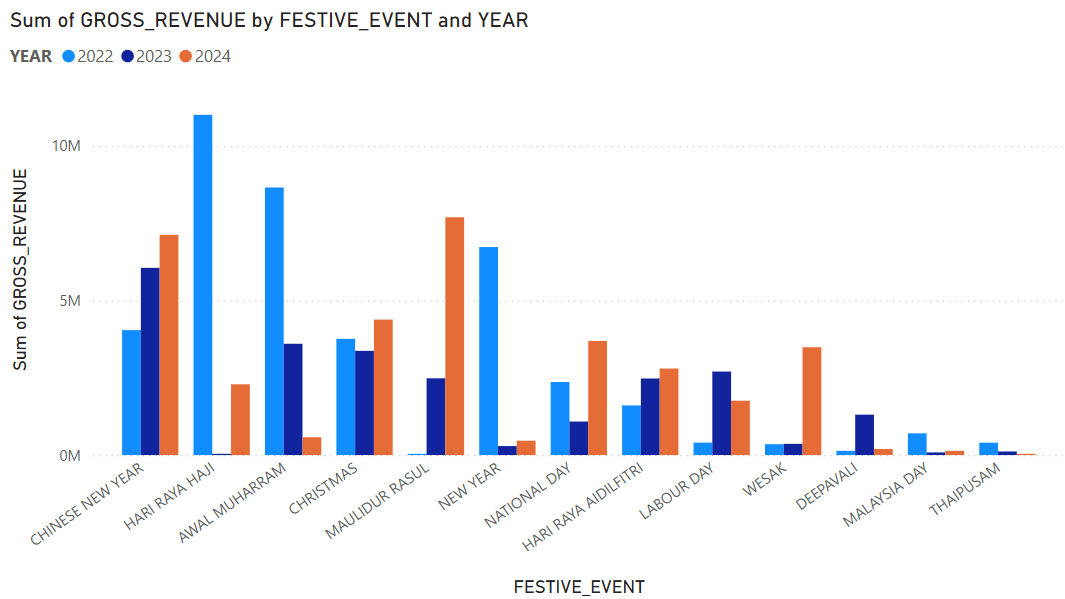 Sum of GROSS_REVENUE by FESTIVE_EVENT and YEAR
YEAR 2022 2023 2024
Sum of GROSS_REVENUE
10M
5M
0M
CHINESE NEW YEAR
HARI RAYA HAJI
AWAL MUHARRAM
CHRISTMAS
MAULIDUR RASUL
NEW YEAR
NATIONAL DAY
HARI RAYA AIDILFITRI
LABOUR DAY
WESAK
DEEPAVALI
MALAYSIA DAY
THAIPUSAM
FESTIVE_EVENT